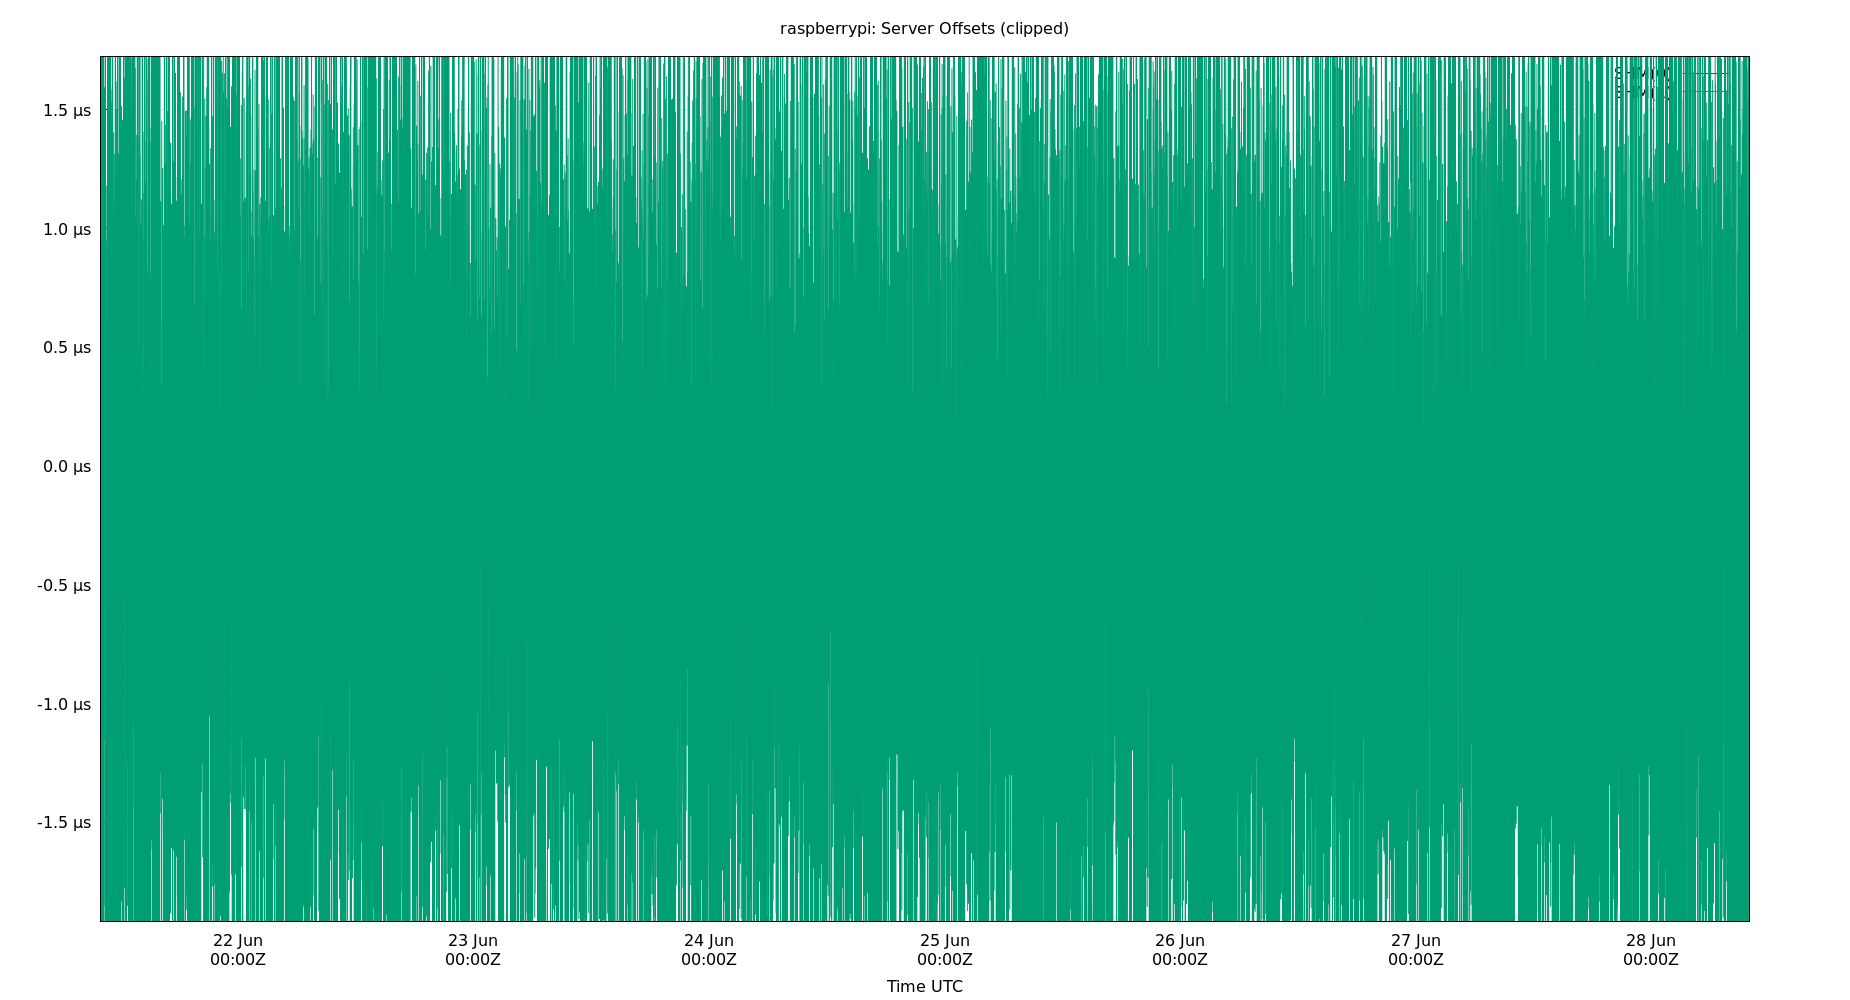 raspberrypi: Server Offsets (clipped)
1.5 µs
1.0 µs
0.5 µs
0.0 µs
-0.5 µs
-1.0 µs
-1.5 µs
22 Jun 23 Jun 24 Jun 25 Jun 26 Jun 27 Jun 28 Jun
00:00Z 00:00Z 00:00Z 00:00Z 00:00Z 00:00Z 00:00Z
Time UTC